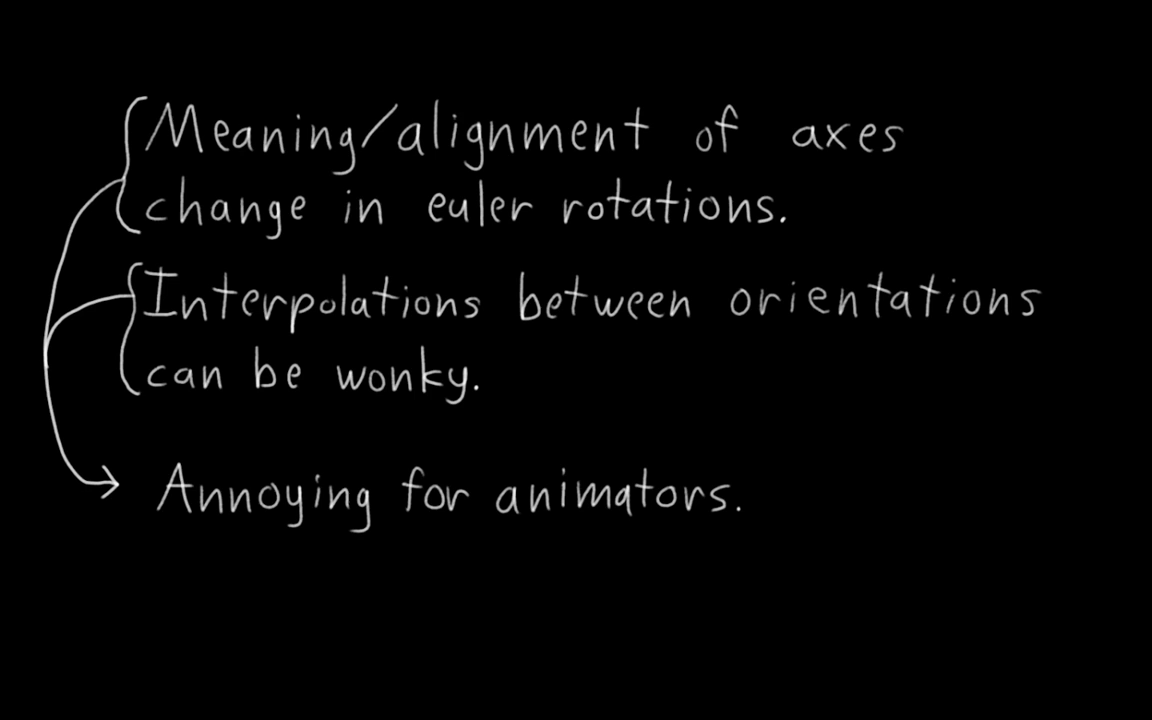 Meaning/alignment of axes
change in euler rotations.
Interpolations between orientations
can be wonky.
Annoying for animators.